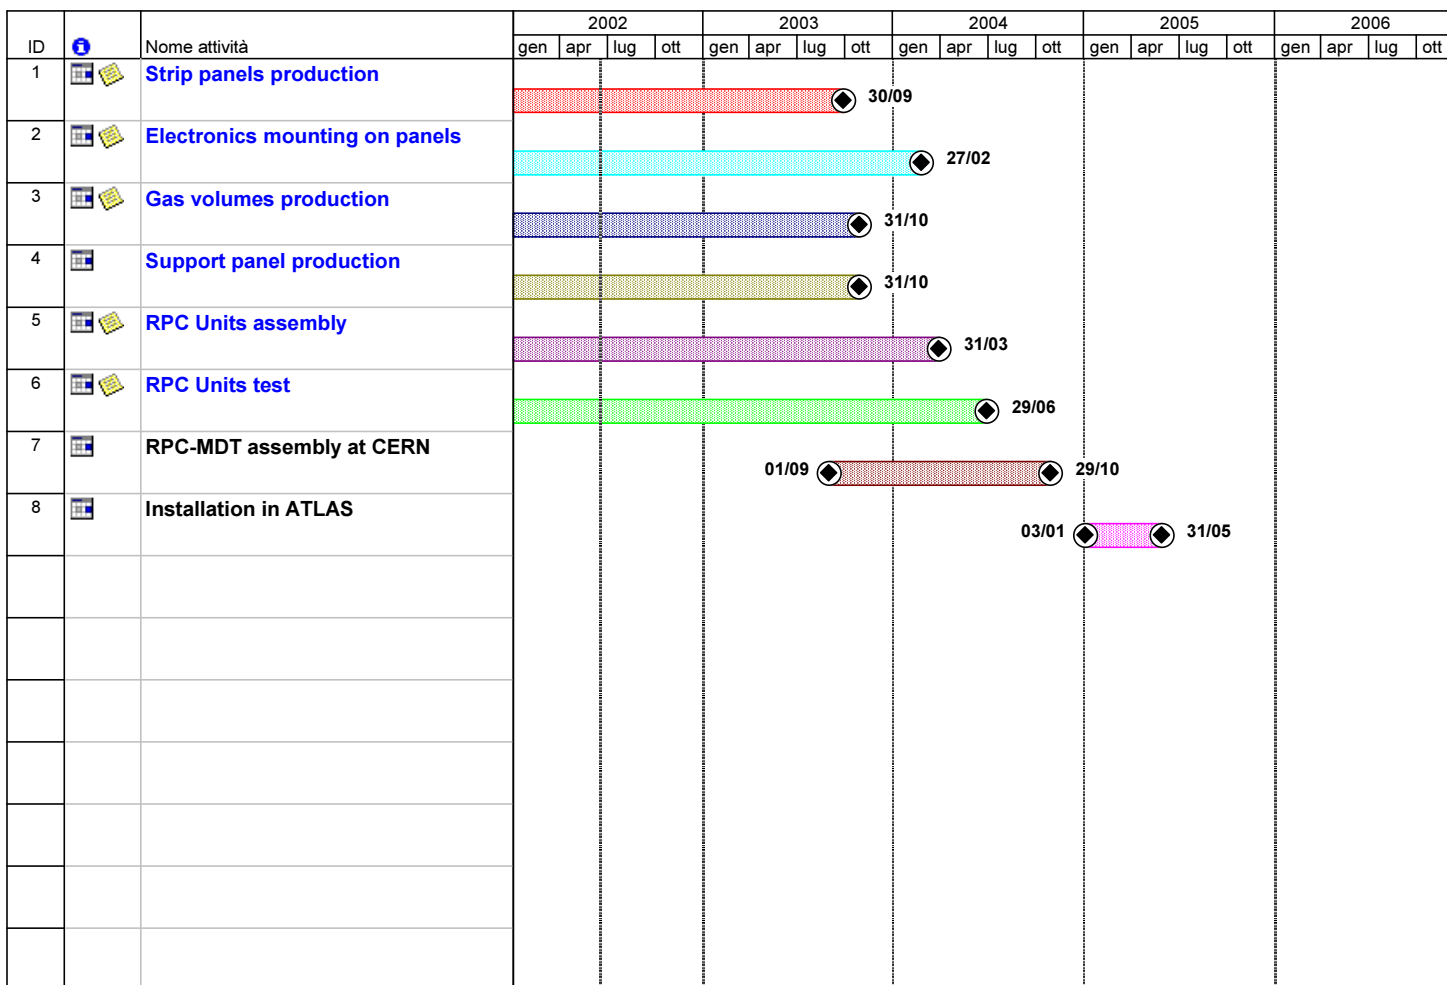 2002 2003 2004 2005 2006
ID Nome attività gen apr lug ott gen apr lug ott gen apr lug ott gen apr lug ott gen apr lug ott
1 Strip panels production
30/09
2 Electronics mounting on panels
27/02
3 Gas volumes production
31/10
4 Support panel production
31/10
5 RPC Units assembly
31/03
6 RPC Units test
29/06
7 RPC-MDT assembly at CERN
01/09 29/10
8 Installation in ATLAS
03/01 31/05